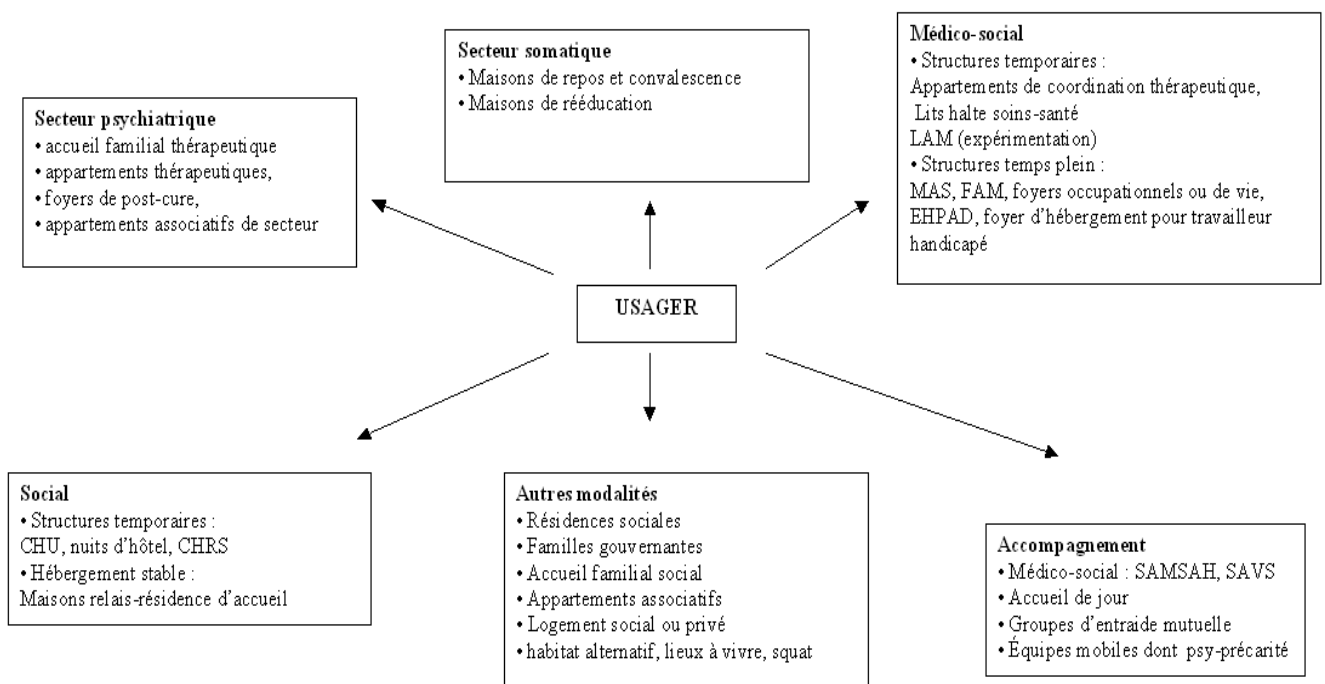 Secteur psychiatrique
• accueil familial thérapeutique
• appartements thérapeutiques,
• foyers de post-cure,
• appartements associatifs de secteur
Secteur somatique
• Maisons de repos et convalescence
• Maisons de rééducation
Médico-social
• Structures temporaires :
Appartements de coordination thérapeutique,
Lits halte soins-santé
LAM (expérimentation)
• Structures temps plein :
MAS, FAM, foyers occupationnels ou de vie,
EHPAD, foyer d'hébergement pour travailleur
handicapé
USAGER
Social
• Structures temporaires :
CHU, nuits d'hôtel, CHRS
• Hébergement stable :
Maisons relais-résidence d'accueil
Autres modalités
• Résidences sociales
• Familles gouvernantes
• Accueil familial social
• Appartements associatifs
• Logement social ou privé
• habitat alternatif, lieux à vivre, squat
Accompagnement
• Médico-social : SAMSAH, SAVS
• Accueil de jour
• Groupes d'entraide mutuelle
• Équipes mobiles dont psy-précarité